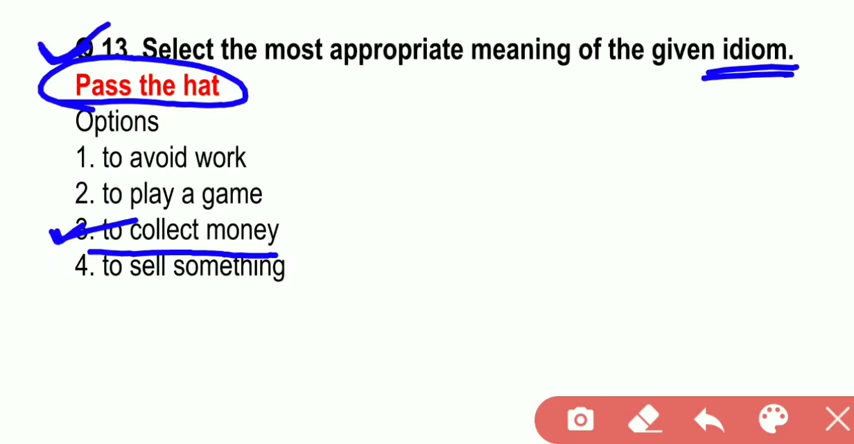 Q 13. Select the most appropriate meaning of the given idiom.
Pass the hat
Options
1. to avoid work
2. to play a game
3. to collect money
4. to sell something